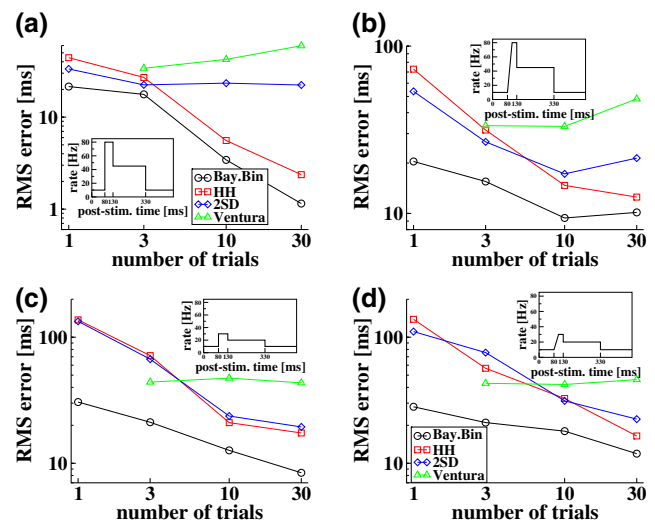 (a)
RMS error [ms]
10
1
rate [Hz]
80
60
40
20
0
0 80130 330
post-stim. time [ms]
Bay.Bin
HH
2SD
Ventura
1 3 10 30
number of trials
(b)
RMS error [ms]
100
10
rate [Hz]
80
60
40
20
0
0 80 130 330
post-stim. time [ms]
1 3 10 30
number of trials
(c)
RMS error [ms]
100
10
rate [Hz]
80
60
40
20
0
0 80 130 330
post-stim. time [ms]
1 3 10 30
number of trials
(d)
RMS error [ms]
100
10
rate [Hz]
80
60
40
20
0
0 80 130 330
post-stim. time [ms]
Bay.Bin
HH
2SD
Ventura
1 3 10 30
number of trials